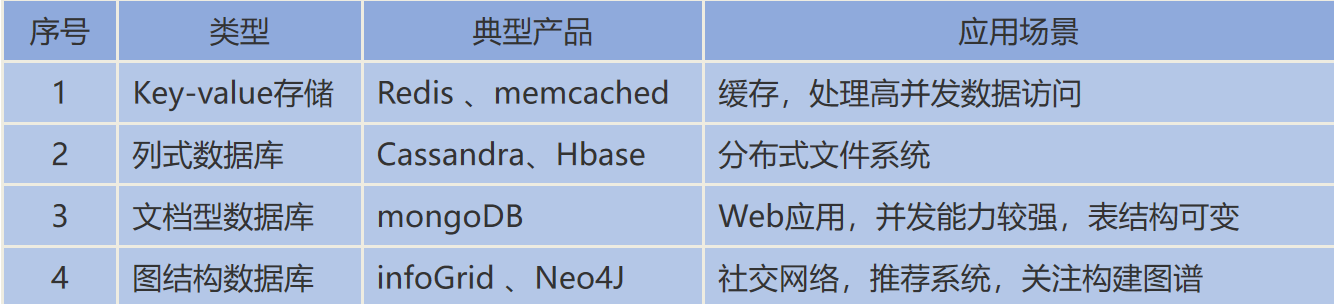 序号 类型 典型产品 应用场景
1 Key-value存储 Redis 、memcached 缓存，处理高并发数据访问
2 列式数据库 Cassandra、Hbase 分布式文件系统
3 文档型数据库 mongoDB Web应用，并发能力较强，表结构可变
4 图结构数据库 infoGrid 、Neo4J 社交网络，推荐系统，关注构建图谱